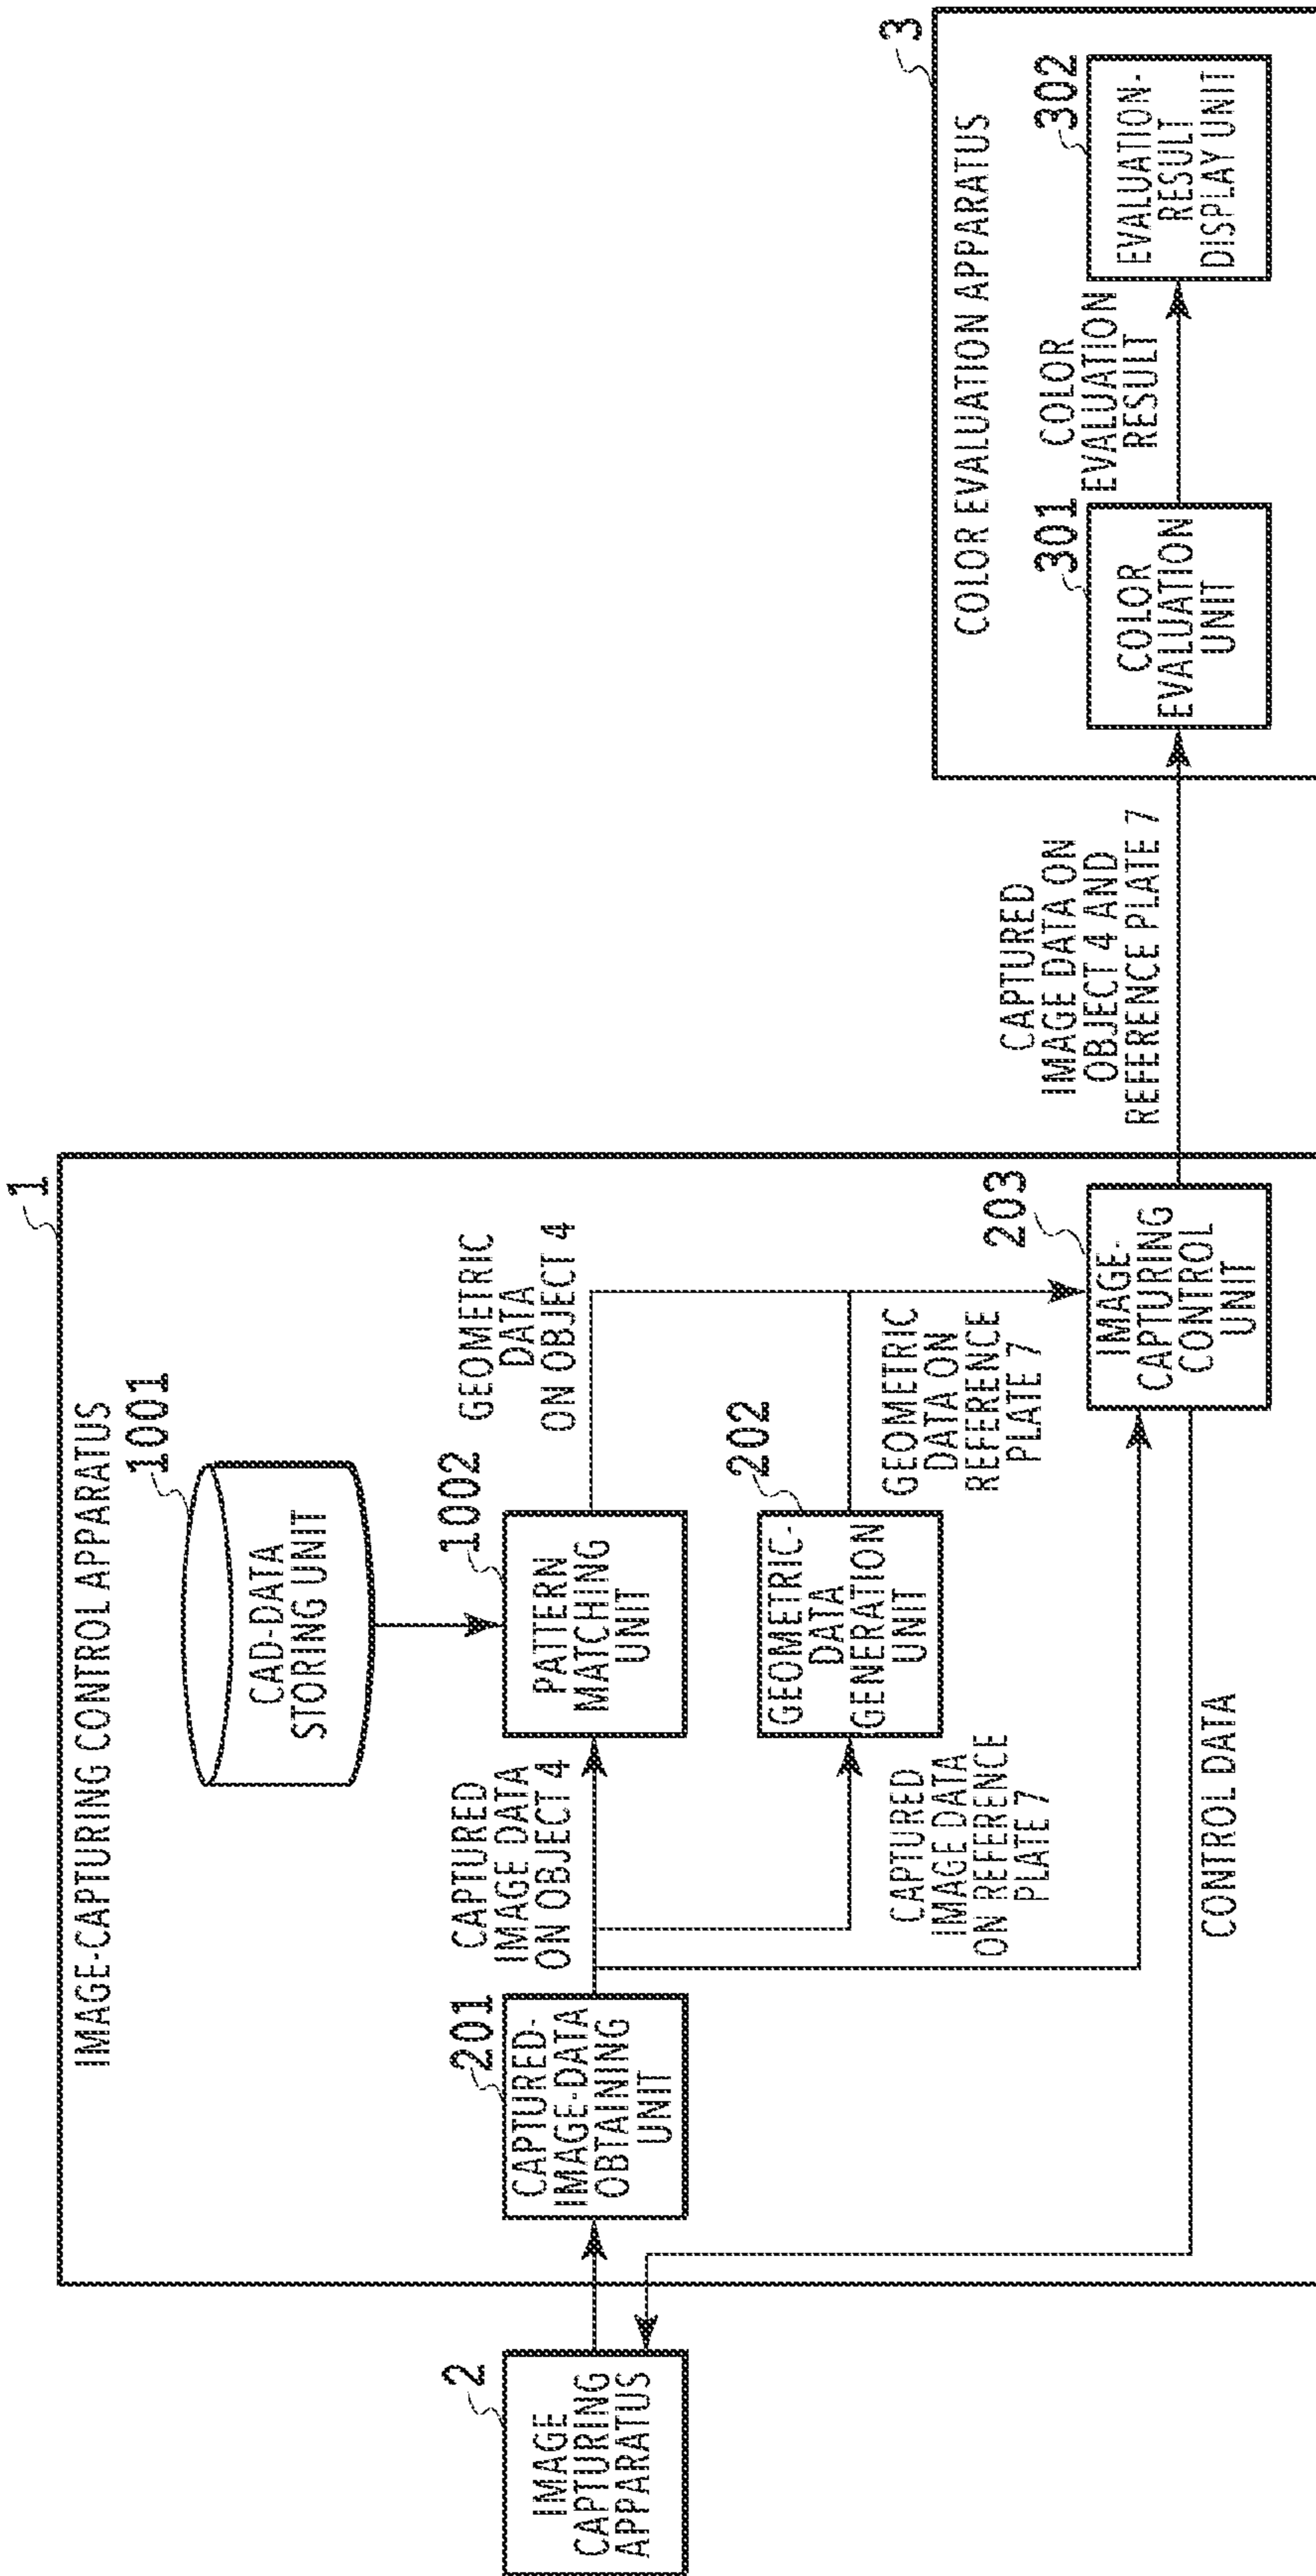 1
IMAGE-CAPTURING CONTROL APPARATUS
1001
CAD-DATA
STORING UNIT
2
IMAGE
CAPTURING
APPARATUS
201
CAPTURED-
IMAGE-DATA
OBTAINING
UNIT
CAPTURED
IMAGE DATA
ON OBJECT 4
1002
PATTERN
MATCHING
UNIT
GEOMETRIC
DATA
ON OBJECT 4
202
GEOMETRIC-
DATA
GENERATION
UNIT
CAPTURED
IMAGE DATA
ON REFERENCE
PLATE 7
GEOMETRIC
DATA ON
REFERENCE
PLATE 7
203
IMAGE-
CAPTURING
CONTROL
UNIT
CONTROL DATA
CAPTURED
IMAGE DATA ON
OBJECT 4 AND
REFERENCE PLATE 7
3
COLOR EVALUATION APPARATUS
301
COLOR
EVALUATION
UNIT
COLOR
EVALUATION
RESULT
302
EVALUATION-
RESULT
DISPLAY UNIT